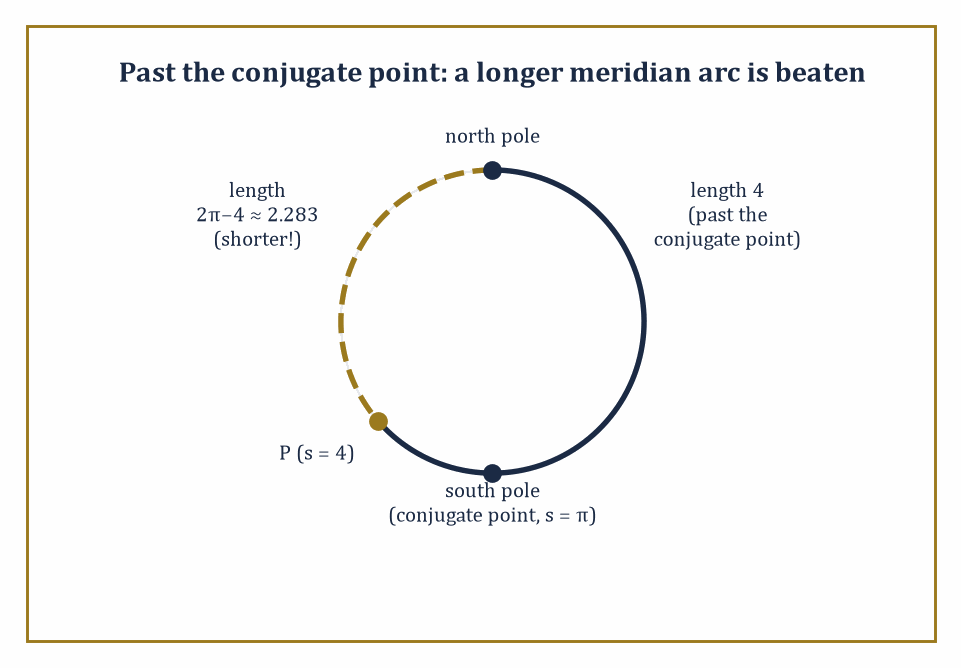 Past the conjugate point: a longer meridian arc is beaten
north pole
length
2π−4 ≈ 2.283
(shorter!)
length 4
(past the
conjugate point)
P (s = 4)
south pole
(conjugate point, s = π)